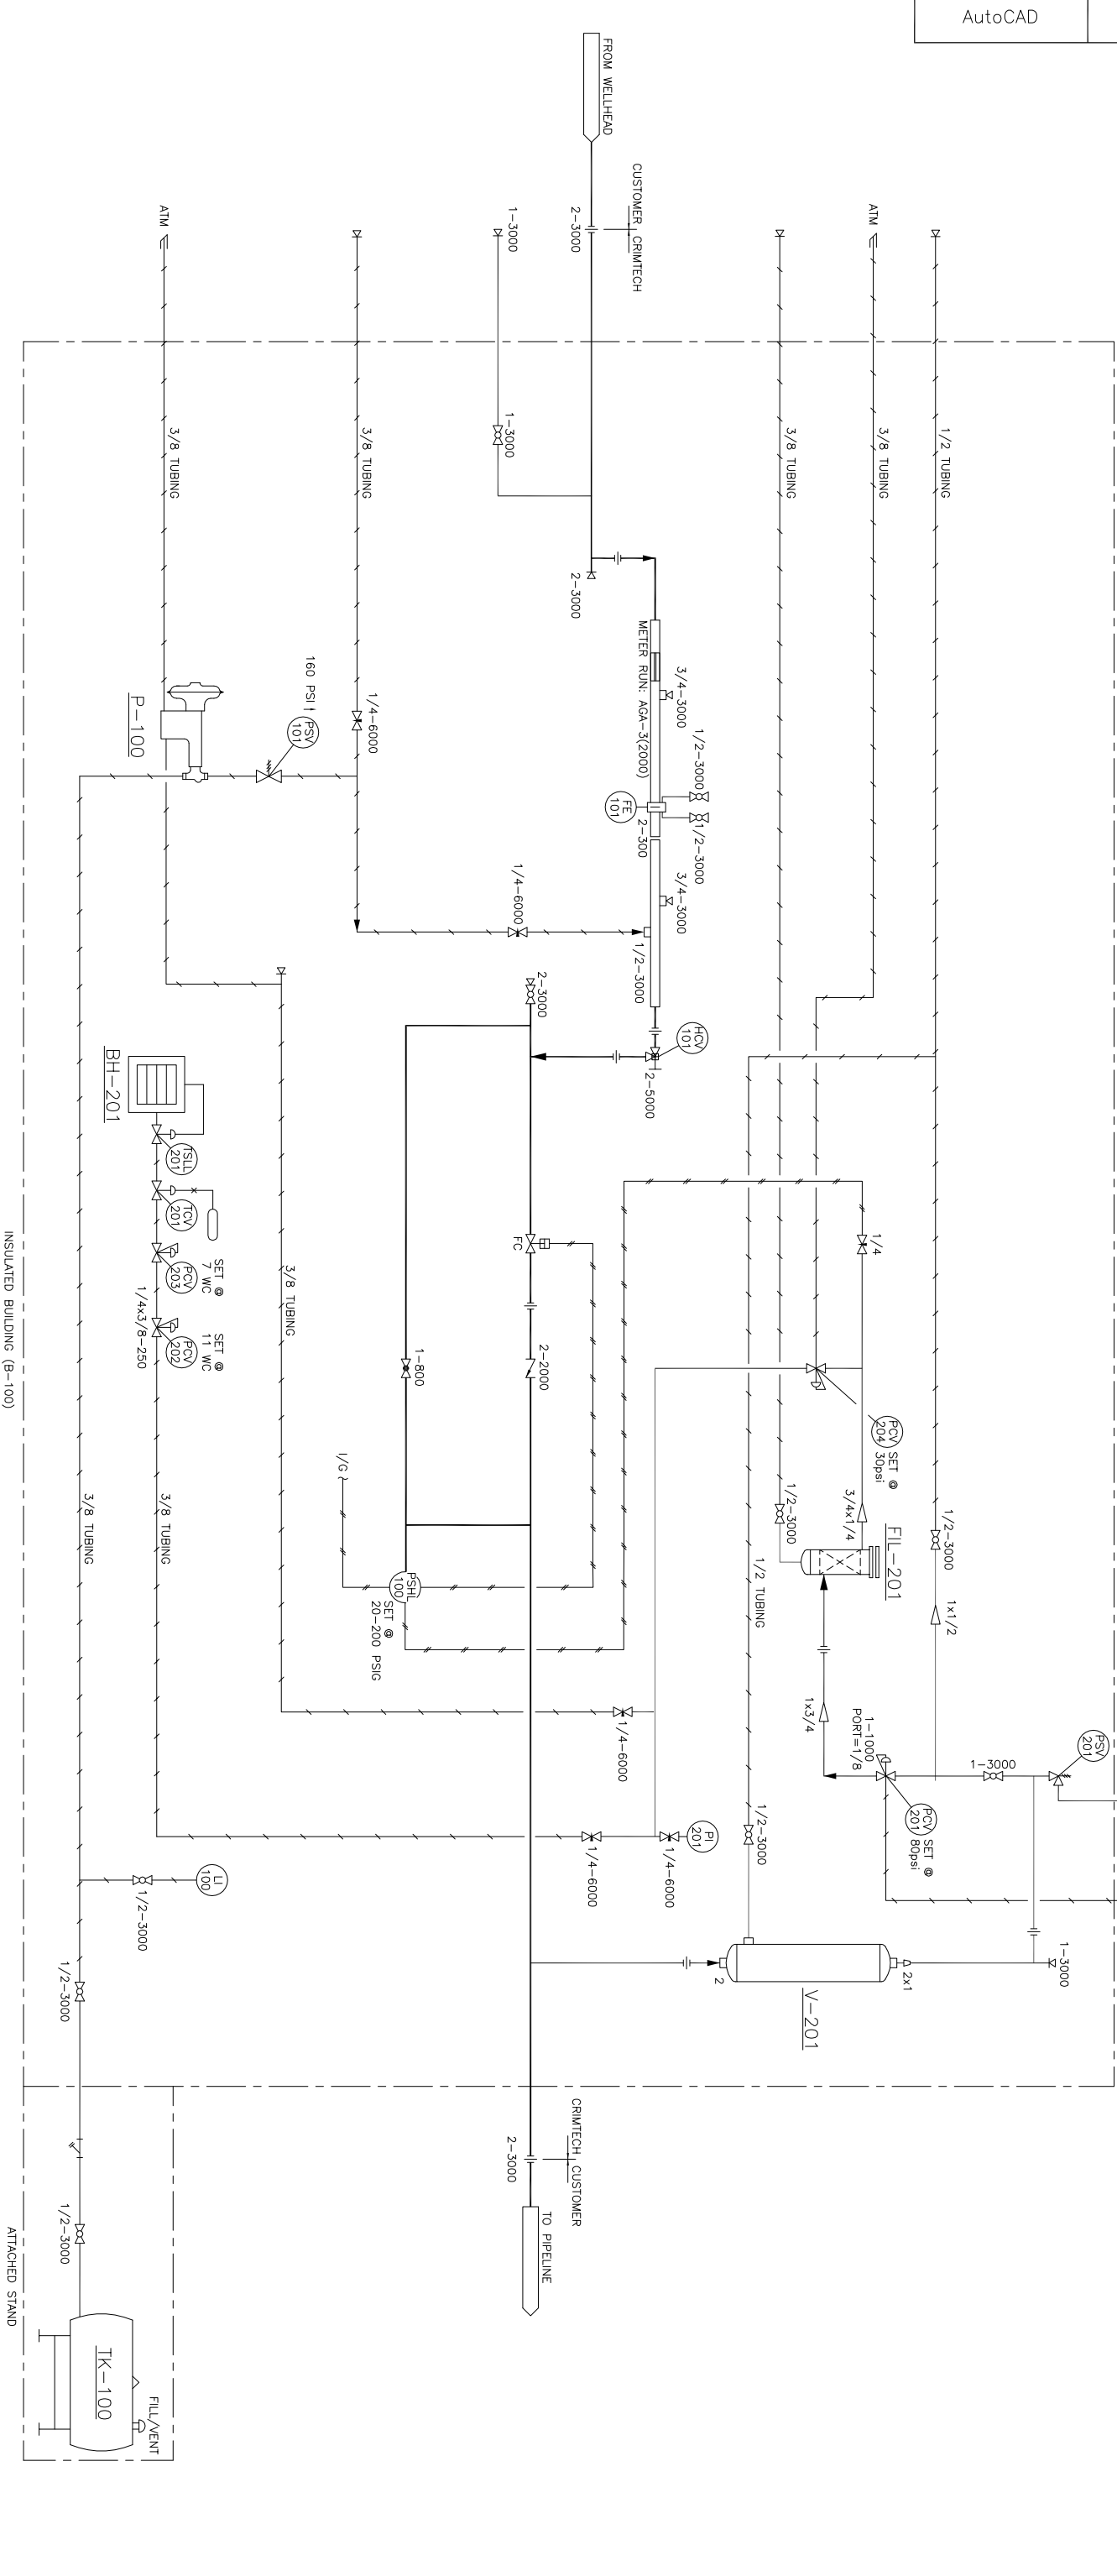 AutoCAD
FROM WELLHEAD
CUSTOMER
CRIMTECH
2-3000
1-3000
1-3000
2-3000
ATM
3/8 TUBING
3/8 TUBING
3/8 TUBING
ATM
3/8 TUBING
1/2 TUBING
METER RUN: AGA-3(2000)
3/4-3000
1/2-3000
1/2-3000
FE
101
2-300
3/4-3000
1/2-3000
HCV
101
2-5000
1/4-6000
160 PSI
PSV
101
P-100
1/4-6000
2-3000
BH-201
TSLL
201
TCV
201
PCV
203
SET @
7 WC
PCV
202
SET @
11 WC
1/4x3/8-250
3/8 TUBING
FC
2-2000
1-800
I/G
PSHL
100
SET @
20-200 PSIG
1/4
PCV
204
SET @
30psi
3/4x1/4
FIL-201
1/2-3000
1/2-3000
1x1/2
1/2 TUBING
1x3/4
1-1000
PORT=1/8
PCV
201
SET @
80psi
1-3000
PSV
201
3/8 TUBING
3/8 TUBING
1/4-6000
PI
201
1/4-6000
1/4-6000
1/2-3000
LI
100
1/2-3000
1/2-3000
2
2x1
1-3000
V-201
INSULATED BUILDING (B-100)
CRIMTECH
CUSTOMER
2-3000
TO PIPELINE
1/2-3000
TK-100
FILL/VENT
ATTACHED STAND